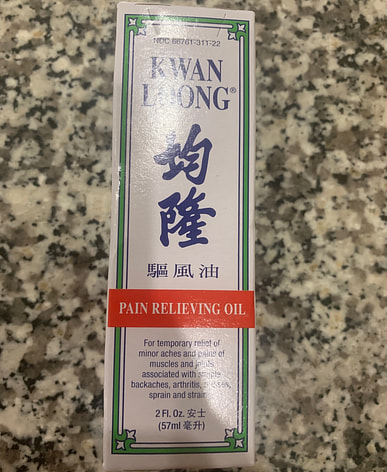 NDC 66761-311-22
KWAN
LOONG®
均
隆
驅風油
PAIN RELIEVING OIL
For temporary relief of
minor aches and pains of
muscles and joints
associated with simple
backaches, arthritis, bruises,
sprain and strains
2 Fl. Oz. 安士
(57ml 毫升)